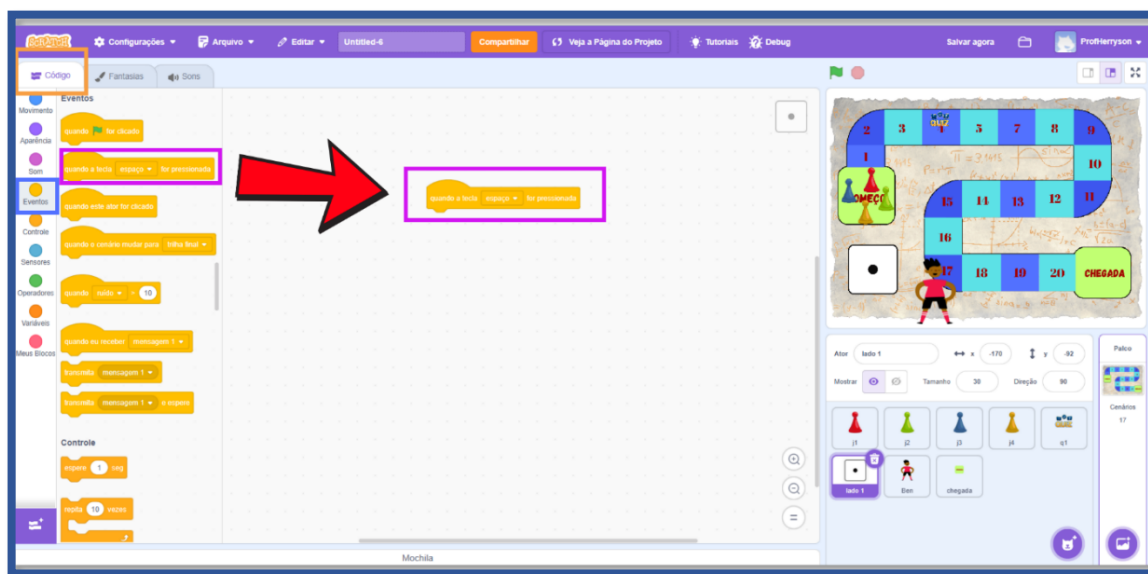 SCRATCH
Configurações
Arquivo
Editar
Untitled-6
Compartilhar
Veja a Página do Projeto
Tutoriais
Debug
Salvar agora
ProfHerryson
Código
Fantasias
Sons
Movimento
Aparência
Som
Eventos
Controle
Sensores
Operadores
Variáveis
Meus Blocos
Eventos
quando for clicado
quando a tecla espaço for pressionada
quando este ator for clicado
quando o cenário mudar para trilha final
quando ruído > 10
quando eu receber mensagem 1
transmita mensagem 1
transmita mensagem 1 e espere
Controle
espere 1 seg
repita 10 vezes
quando a tecla espaço for pressionada
Mochila
2 3 4 5 7 8 9
QUIZ
1
10
COMEÇO
15 14 13 12 11
16
17 18 19 20 CHEGADA
Ator lado 1 x -170 y -92
Mostrar Tamanho 30 Direção 90
j1 j2 j3 j4 q1
lado 1 Ben chegada
Palco
Cenários
17